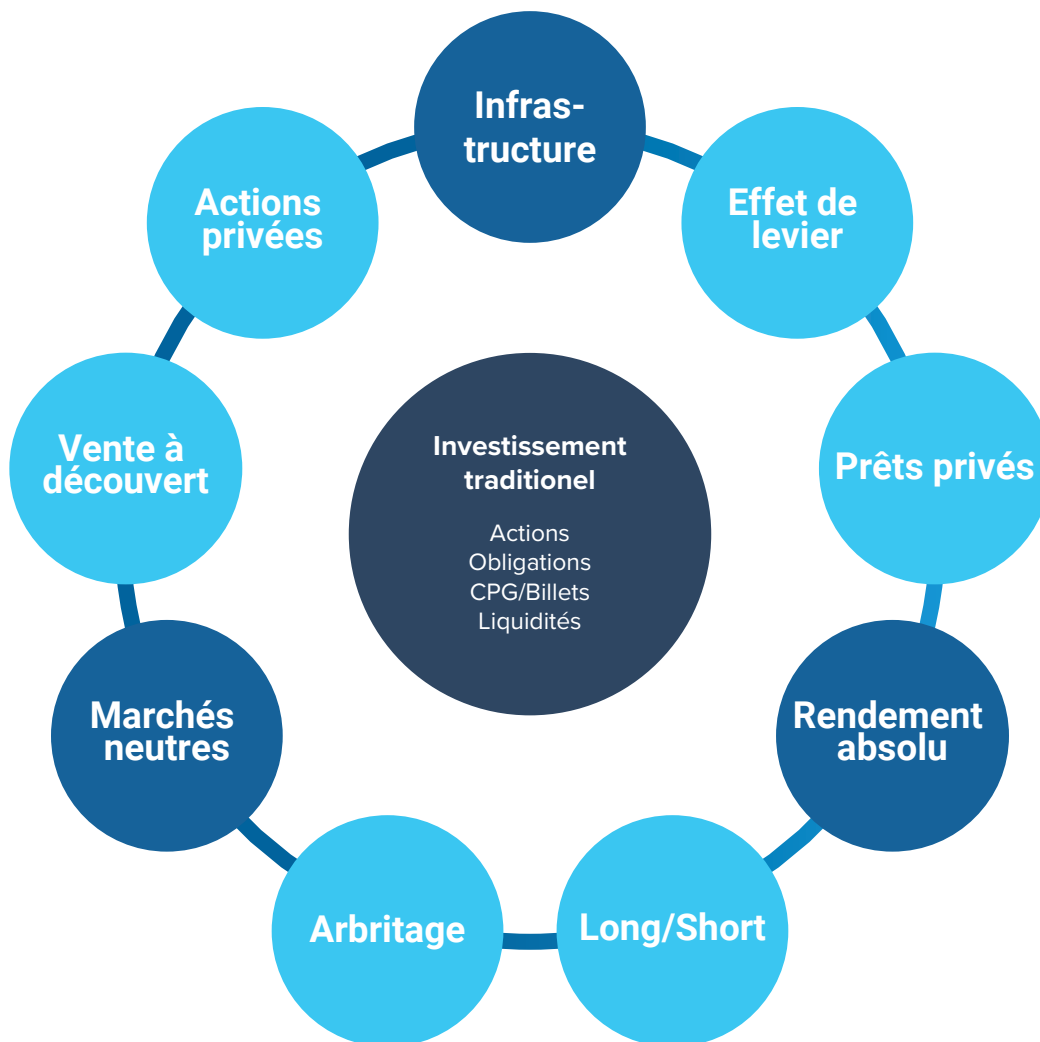 Infras-
tructure
Effet de
levier
Prêts privés
Rendement
absolu
Long/Short
Arbritage
Marchés
neutres
Vente à
découvert
Actions
privées
Investissement
traditionel
Actions
Obligations
CPG/Billets
Liquidités